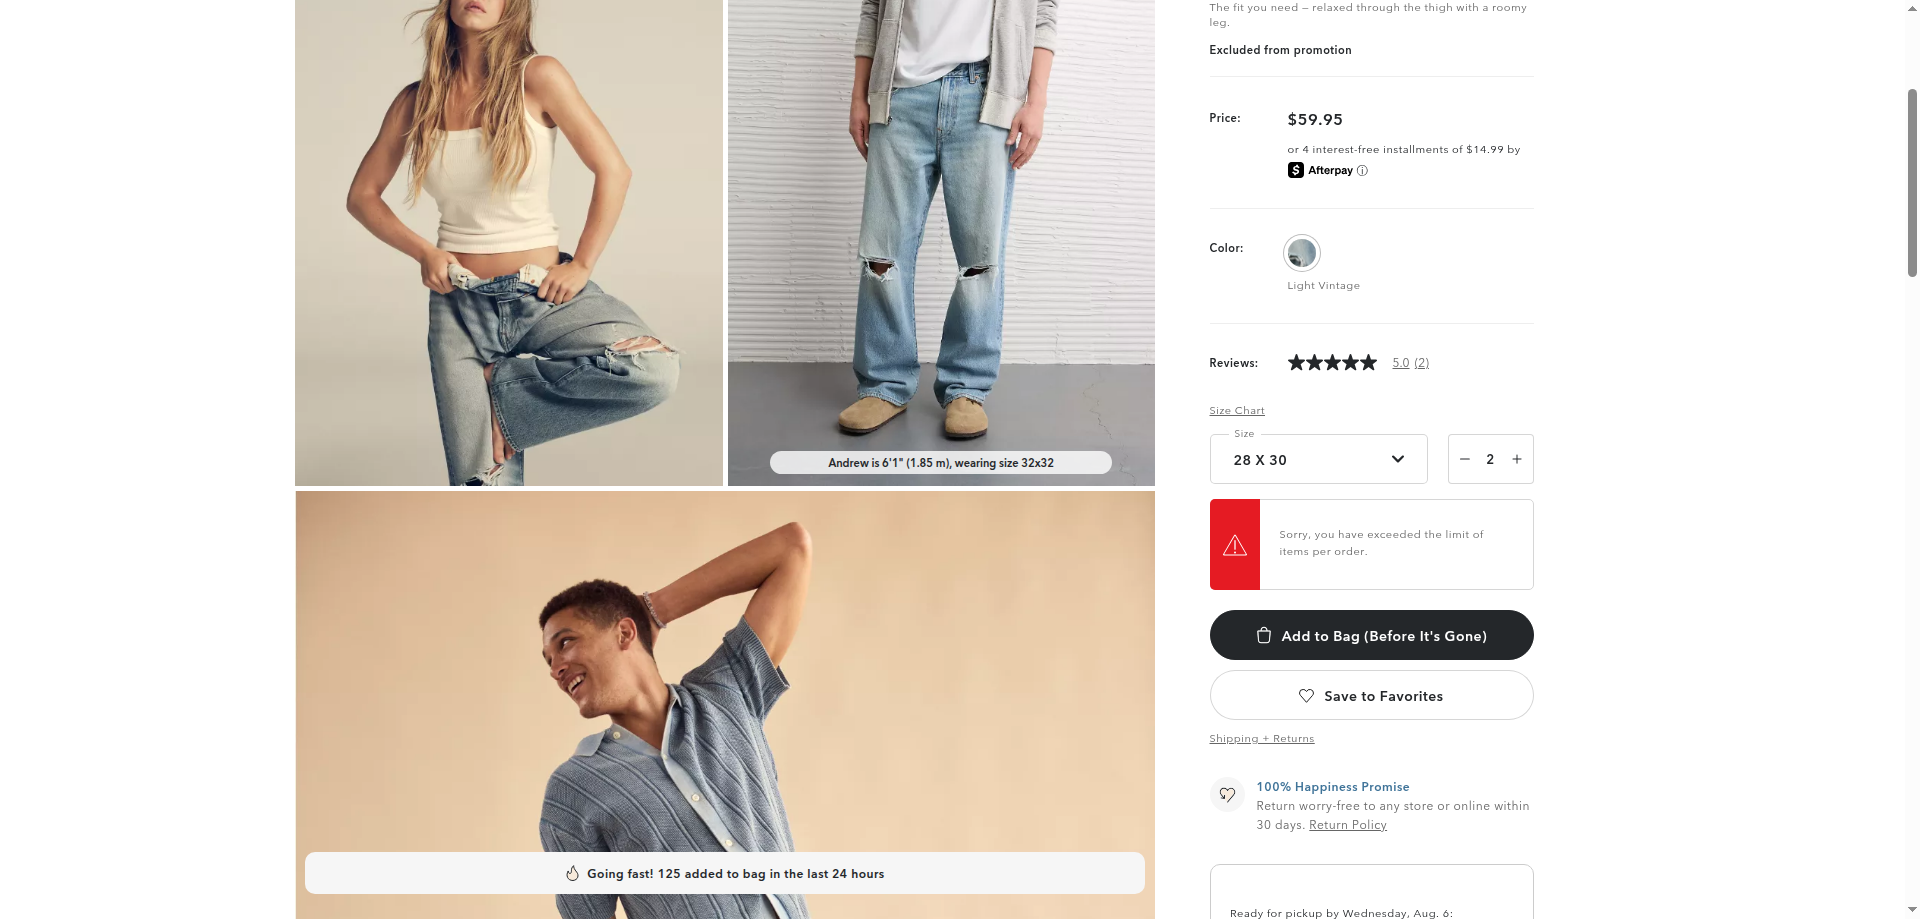 The fit you need – relaxed through the thigh with a roomy
leg.
Excluded from promotion
Price:
$59.95
or 4 interest-free installments of $14.99 by
Afterpay
Color:
Light Vintage
Reviews:
5.0 (2)
Size Chart
Size
28 X 30
2
Sorry, you have exceeded the limit of
items per order.
Add to Bag (Before It's Gone)
Save to Favorites
Shipping + Returns
100% Happiness Promise
Return worry-free to any store or online within
30 days. Return Policy
Ready for pickup by Wednesday, Aug. 6:
Andrew is 6'1" (1.85 m), wearing size 32x32
Going fast! 125 added to bag in the last 24 hours